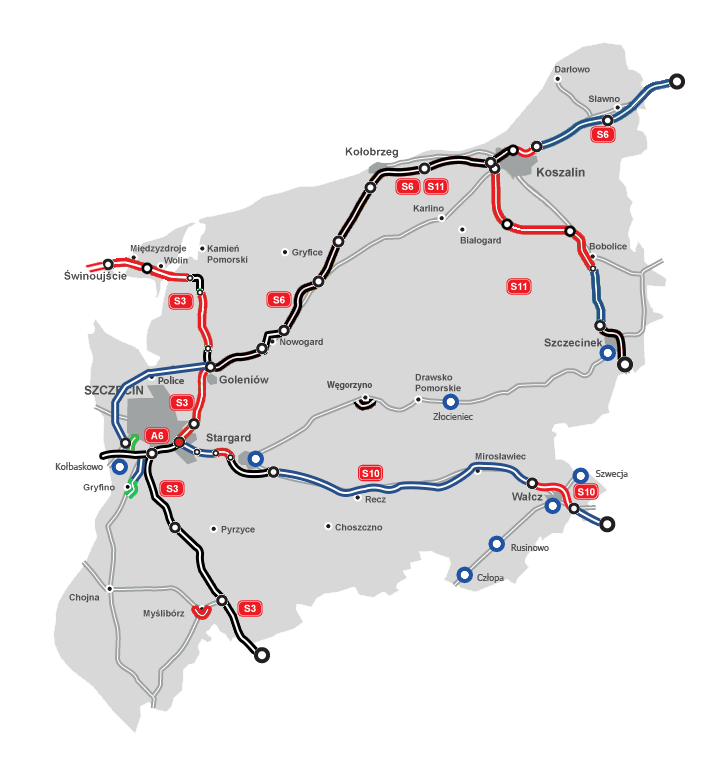 Darłowo
Sławno
S6
Kołobrzeg
Koszalin
S6 S11
Karlino
Białogard
Międzyzdroje
Wolin
Kamień
Pomorski
Gryfice
Bobolice
Świnoujście
S3
S6
S11
Nowogard
Szczecinek
Police
Goleniów
SZCZECIN
Węgorzyno
Drawsko
Pomorskie
Złocieniec
S3
A6
Stargard
Kołbaskowo
Mirosławiec
Szwecja
S10
Gryfino
S3
Recz
Wałcz
S10
Pyrzyce
Choszczno
Rusinowo
Człopa
Chojna
Myślibórz
S3